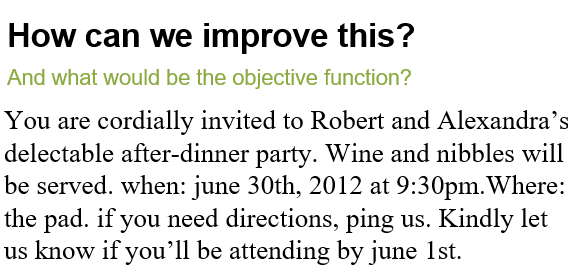 How can we improve this?
And what would be the objective function?
You are cordially invited to Robert and Alexandra’s
delectable after-dinner party. Wine and nibbles will
be served. when: june 30th, 2012 at 9:30pm.Where:
the pad. if you need directions, ping us. Kindly let
us know if you’ll be attending by june 1st.